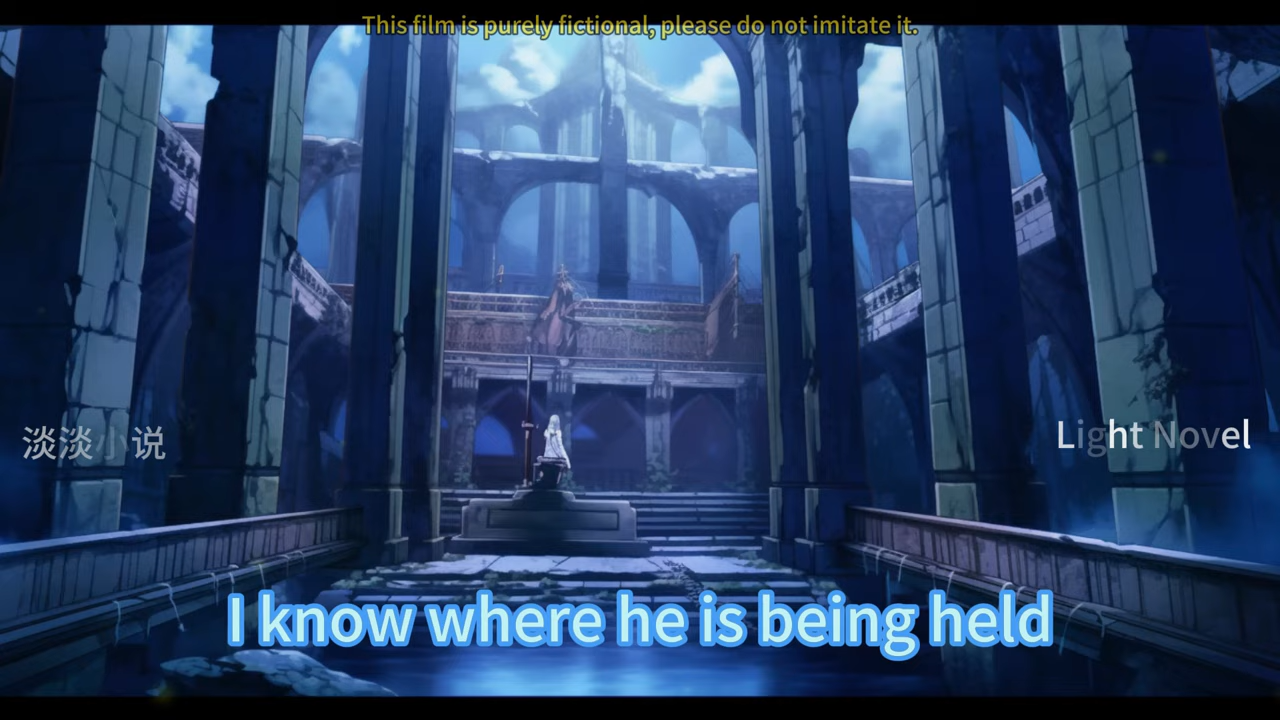 This film is purely fictional, please do not imitate it.
淡淡小说
Light Novel
I know where he is being held